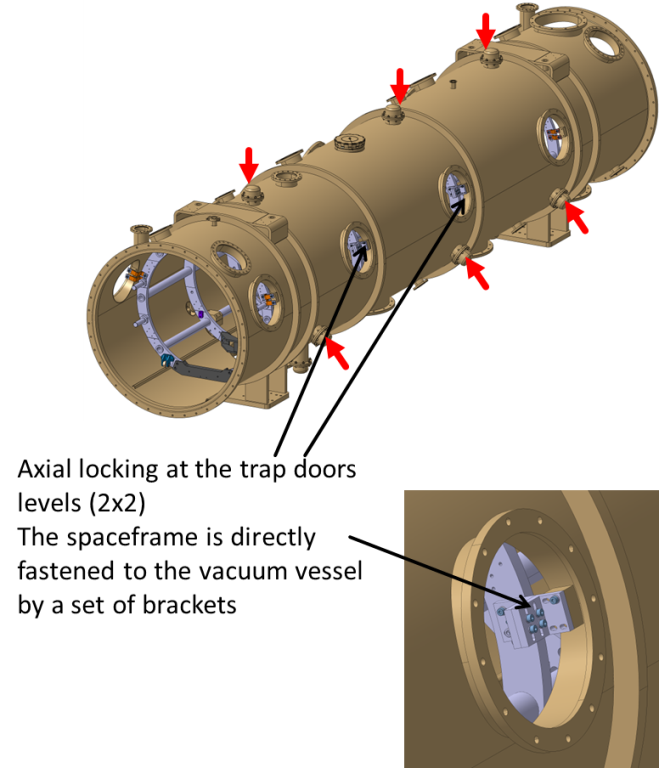 Axial locking at the trap doors
levels (2x2)
The spaceframe is directly
fastened to the vacuum vessel
by a set of brackets